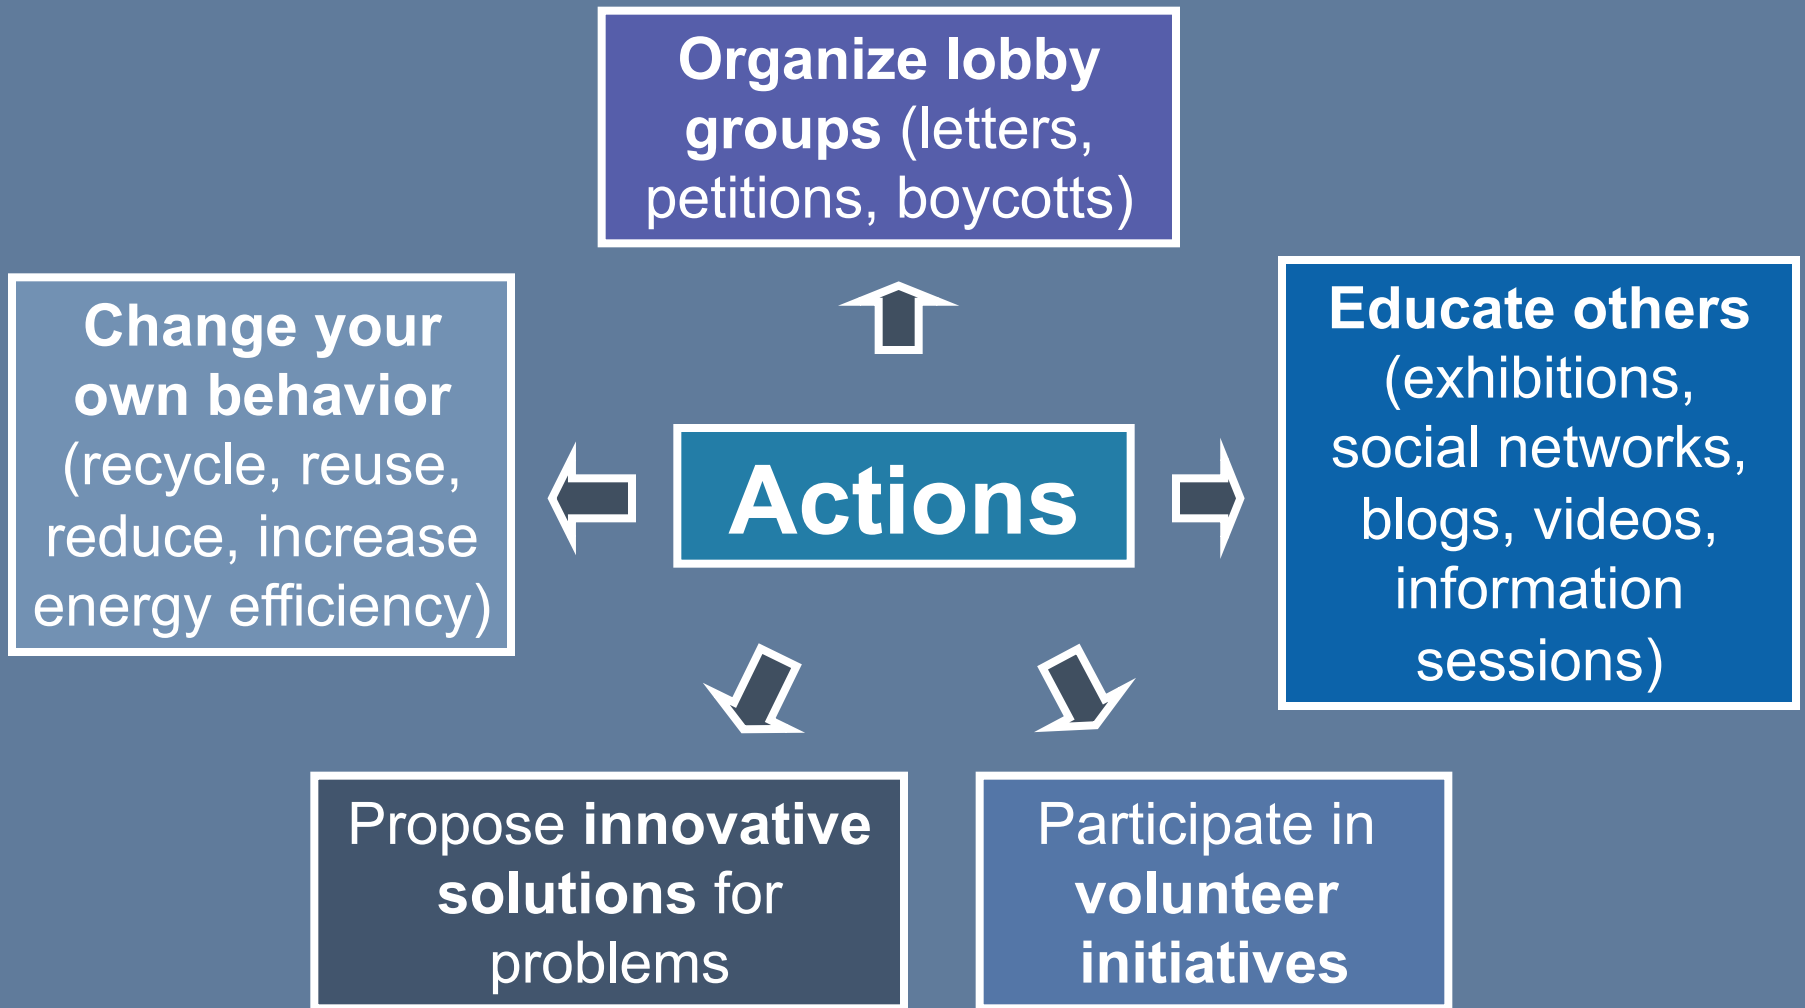 Organize lobby
groups (letters,
petitions, boycotts)
Change your
own behavior
(recycle, reuse,
reduce, increase
energy efficiency)
Actions
Educate others
(exhibitions,
social networks,
blogs, videos,
information
sessions)
Propose innovative
solutions for
problems
Participate in
volunteer
initiatives